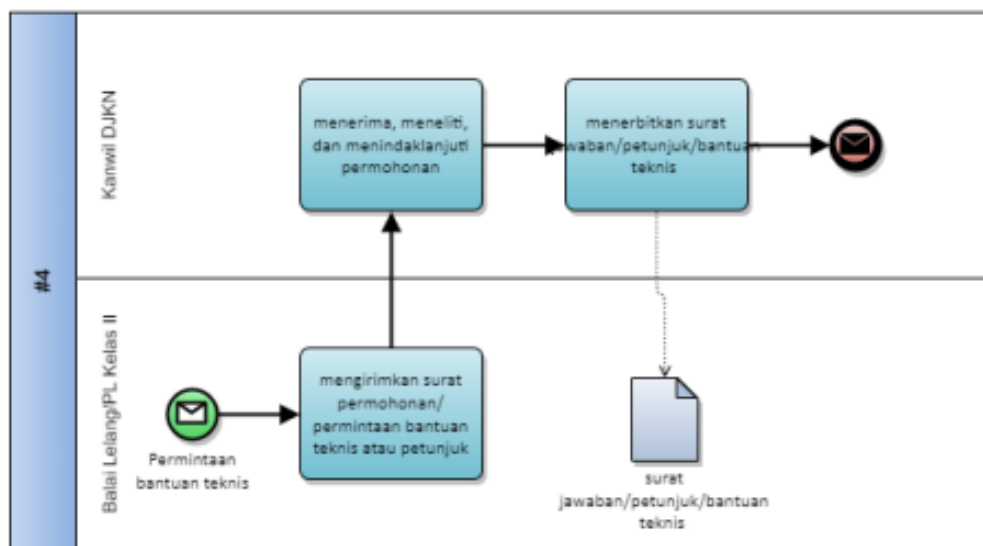 #4
Kanwil DJKN
menerima, meneliti,
dan menindaklanjuti
permohonan
menerbitkan surat
jawaban/petunjuk/bantuan
teknis
Balai Lelang/PL Kelas II
Permintaan
bantuan teknis
mengirimkan surat
permohonan/
permintaan bantuan
teknis atau petunjuk
surat
jawaban/petunjuk/bantuan
teknis